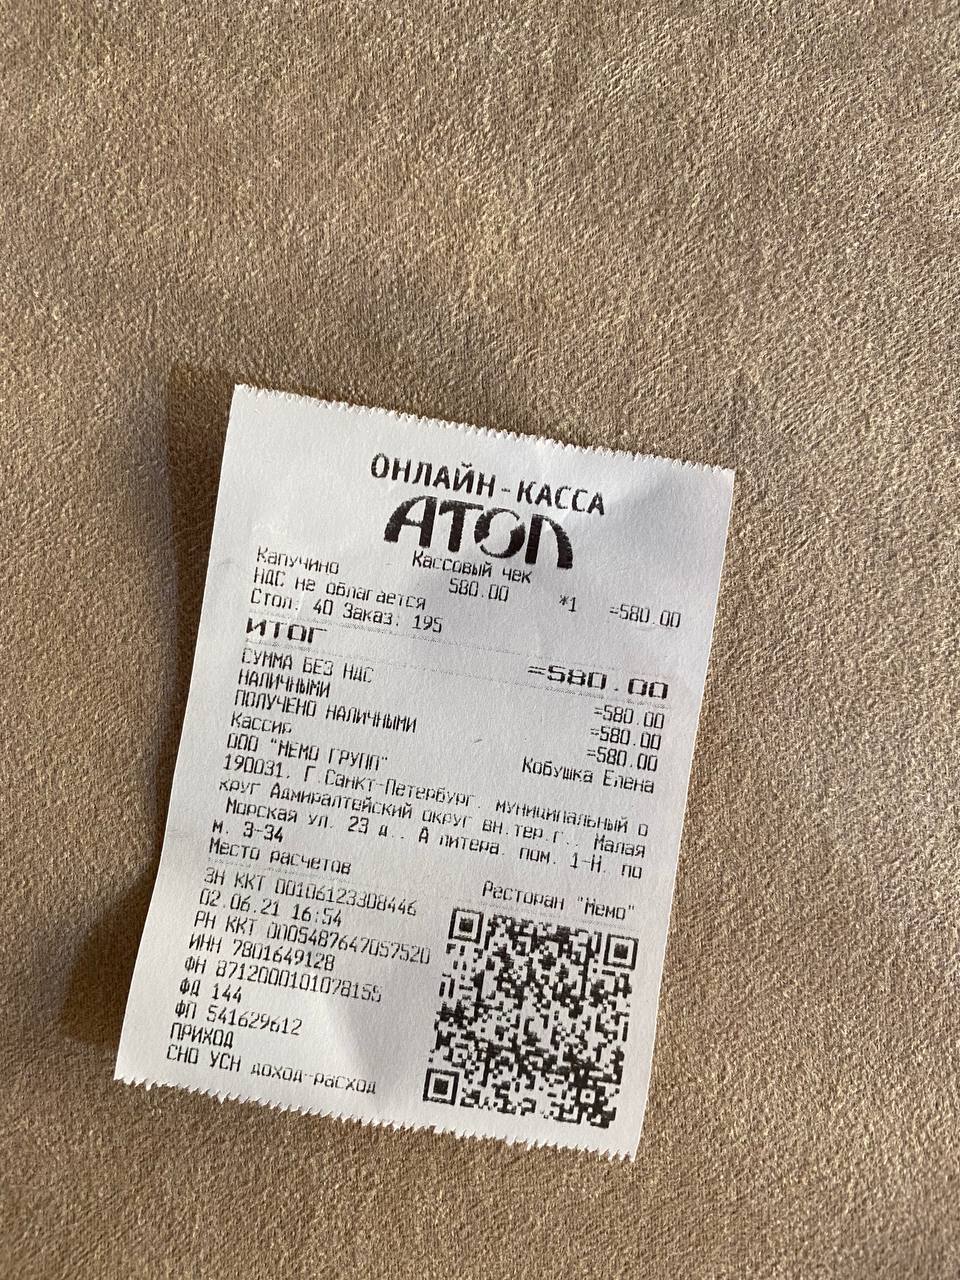 ОНЛАЙН-КАССА
АТОЛ
Кассовый чек
Капучино 580.00 *1 =580.00
НДС не облагается
Стол: 40 Заказ: 195
ИТОГ =580.00
СУММА БЕЗ НДС =580.00
НАЛИЧНЫМИ =580.00
ПОЛУЧЕНО НАЛИЧНЫМИ =580.00
Кассир Кобушка Елена
ООО "МЕМО ГРУПП"
190031, Г.Санкт-Петербург, муниципальный о
круг Адмиралтейский округ вн.тер.г., Малая
Морская ул. 23 д., А литера, пом. 1-Н, по
м. 3-34
Место расчетов Ресторан "Мемо"
ЗН ККТ 00106123308446
02.06.21 16:54
РН ККТ 0005487647057520
ИНН 7801649128
ФН 8712000101078155
ФД 144
ФП 541629612
ПРИХОД
СНО УСН доход-расход